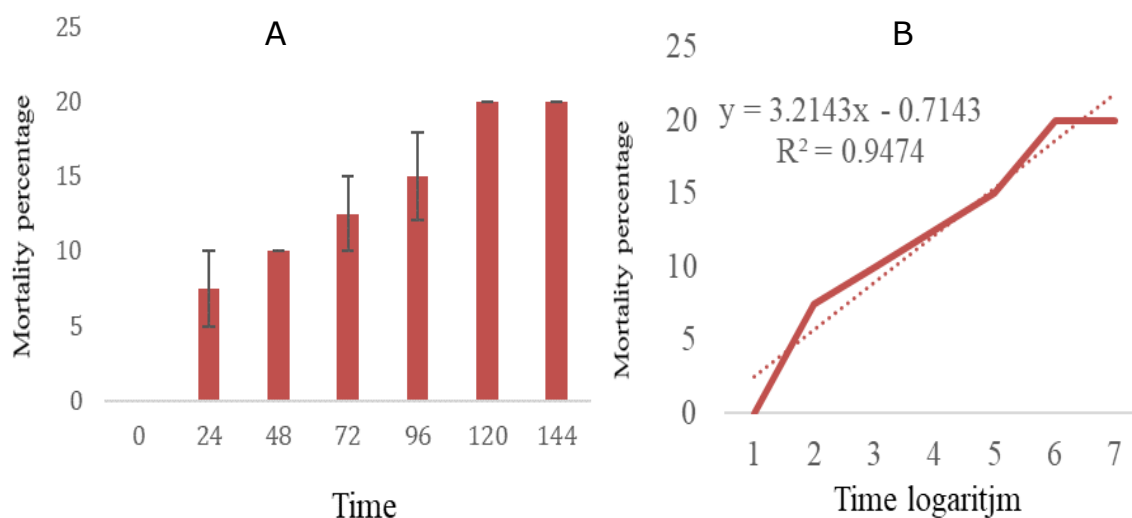 A
Mortality percentage
25
20
15
10
5
0
0 24 48 72 96 120 144
Time
B
Mortality percentage
25
20
15
10
5
0
y = 3.2143x - 0.7143
R² = 0.9474
1 2 3 4 5 6 7
Time logaritjm